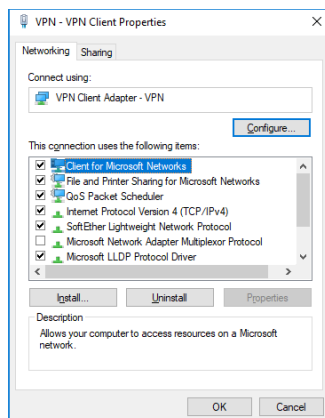 VPN - VPN Client Properties
Networking
Sharing
Connect using:
VPN Client Adapter - VPN
Configure...
This connection uses the following items:
Client for Microsoft Networks
File and Printer Sharing for Microsoft Networks
QoS Packet Scheduler
Internet Protocol Version 4 (TCP/IPv4)
SoftEther Lightweight Network Protocol
Microsoft Network Adapter Multiplexor Protocol
Microsoft LLDP Protocol Driver
Install...
Uninstall
Properties
Description
Allows your computer to access resources on a Microsoft
network.
OK
Cancel